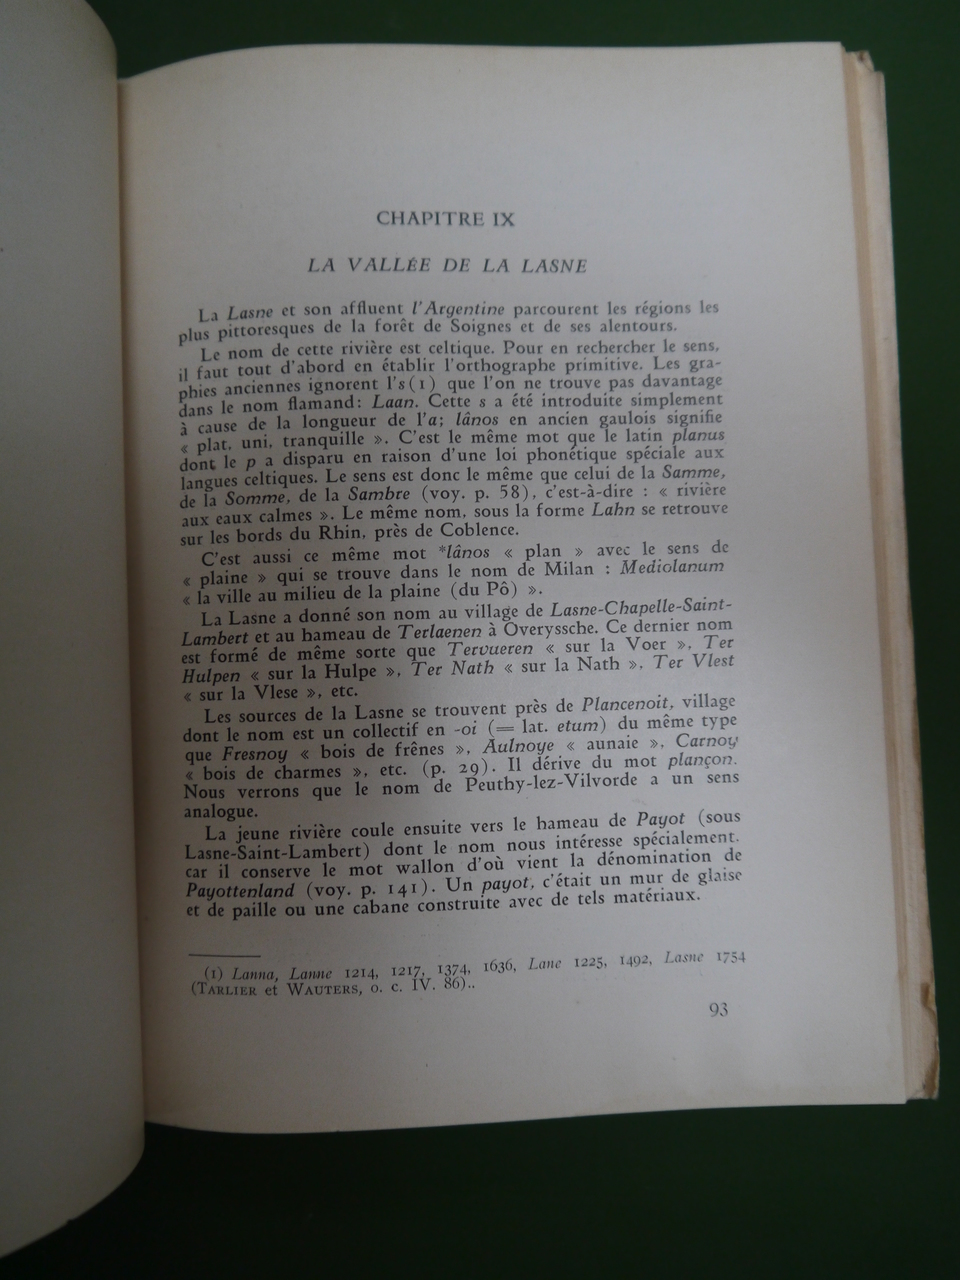 CHAPITRE IX
LA VALLÉE DE LA LASNE
La Lasne et son affluent l'Argentine parcourent les régions les
plus pittoresques de la forêt de Soignes et de ses alentours.
Le nom de cette rivière est celtique. Pour en rechercher le sens,
il faut tout d'abord en établir l'orthographe primitive. Les gra-
phies anciennes ignorent l's (1) que l'on ne trouve pas davantage
dans le nom flamand : Laan. Cette s a été introduite simplement
à cause de la longueur de l'a; lânos en ancien gaulois signifie
« plat, uni, tranquille ». C'est le même mot que le latin planus
dont le p a disparu en raison d'une loi phonétique spéciale aux
langues celtiques. Le sens est donc le même que celui de la Samme,
de la Somme, de la Sambre (voy. p. 58), c'est-à-dire : « rivière
aux eaux calmes ». Le même nom, sous la forme Lahn se retrouve
sur les bords du Rhin, près de Coblence.
C'est aussi ce même mot *lânos « plan » avec le sens de
« plaine » qui se trouve dans le nom de Milan : Mediolanum
« la ville au milieu de la plaine (du Pô) ».
La Lasne a donné son nom au village de Lasne-Chapelle-Saint-
Lambert et au hameau de Terlaenen à Overyssche. Ce dernier nom
est formé de même sorte que Tervueren « sur la Voer », Ter
Hulpen « sur la Hulpe », Ter Nath « sur la Nath », Ter Vlest
« sur la Vlese », etc.
Les sources de la Lasne se trouvent près de Plancenoit, village
dont le nom est un collectif en -oi (= lat. etum) du même type
que Fresnoy « bois de frênes », Aulnoye « aunaie », Carnoy
« bois de charmes », etc. (p. 29). Il dérive du mot plançon.
Nous verrons que le nom de Peuthy-lez-Vilvorde a un sens
analogue.
La jeune rivière coule ensuite vers le hameau de Payot (sous
Lasne-Saint-Lambert) dont le nom nous intéresse spécialement,
car il conserve le mot wallon d'où vient la dénomination de
Payottenland (voy. p. 141). Un payot, c'était un mur de glaise
et de paille ou une cabane construite avec de tels matériaux.
(1) Lanna, Lanne 1214, 1217, 1374, 1636, Lane 1225, 1492, Lasne 1754
(TARLIER et WAUTERS, o. c. IV. 86)..
93